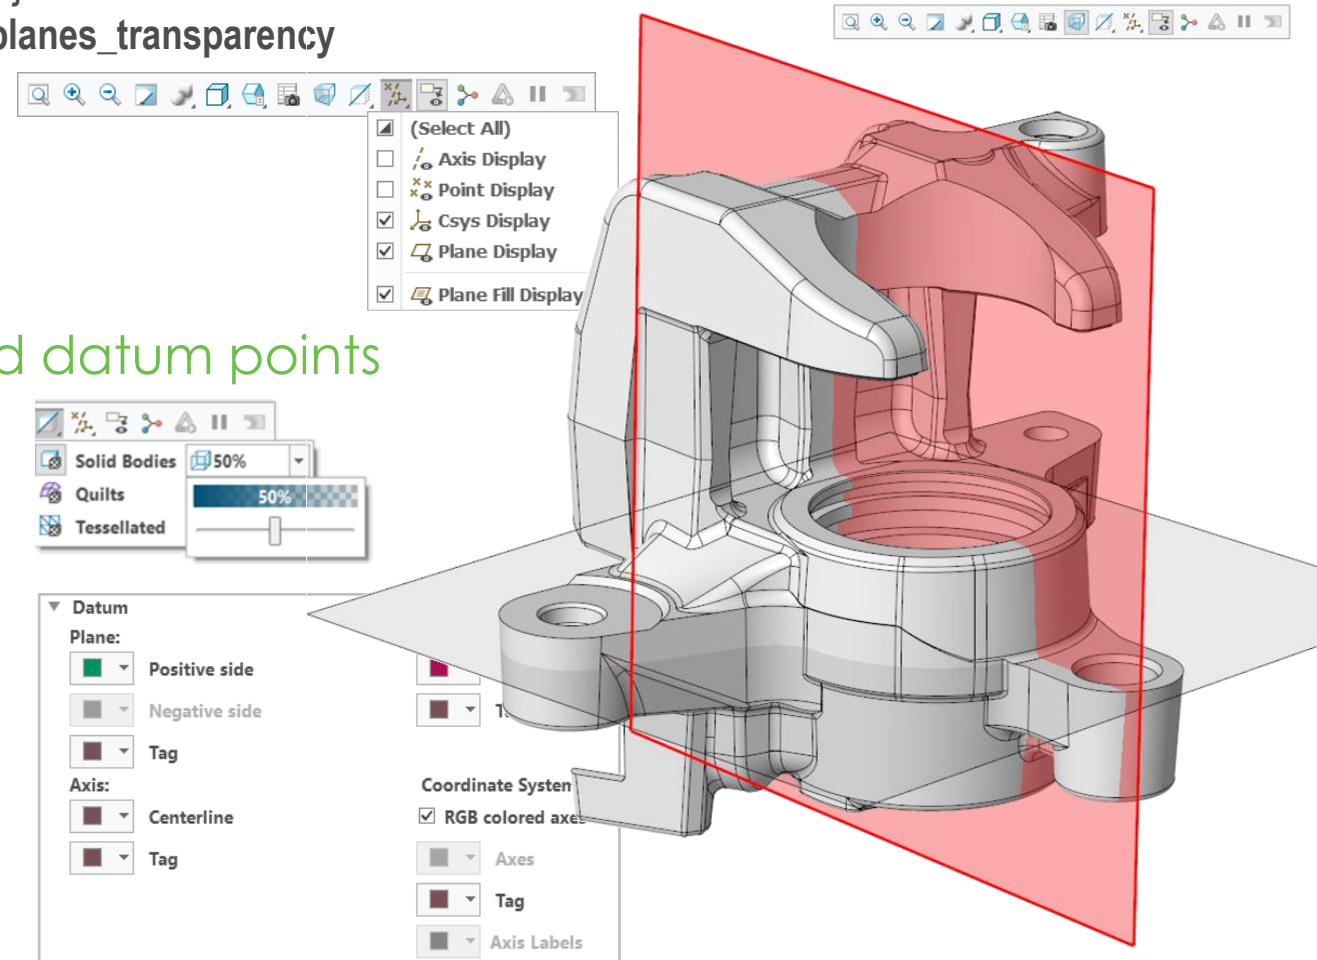 planes_transparency
(Select All)
Axis Display
Point Display
Csys Display
Plane Display
Plane Fill Display
d datum points
Solid Bodies 50%
Quilts 50%
Tessellated
Datum
Plane:
Positive side
Negative side
Tag
Axis:
Centerline
Tag
Coordinate System
RGB colored axes
Axes
Tag
Axis Labels